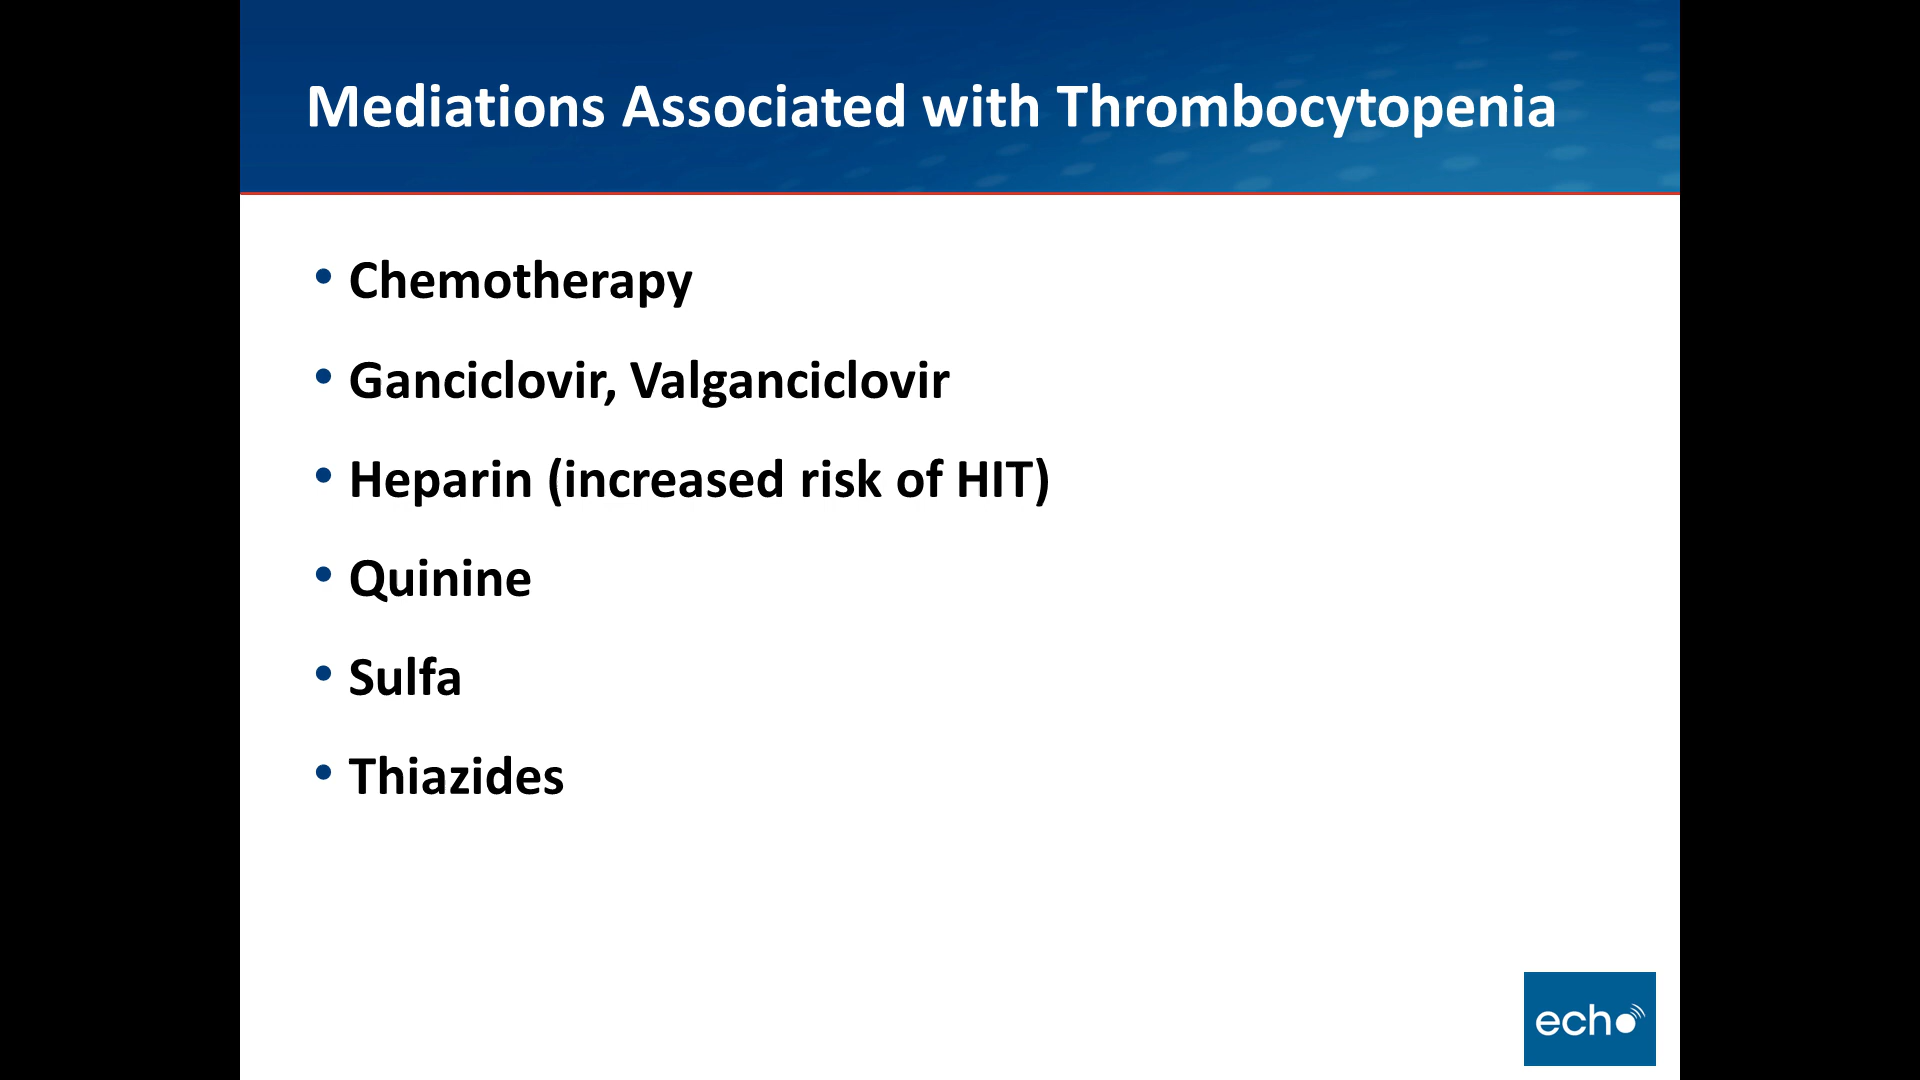 Mediations Associated with Thrombocytopenia
• Chemotherapy
• Ganciclovir, Valganciclovir
• Heparin (increased risk of HIT)
• Quinine
• Sulfa
• Thiazides
echo